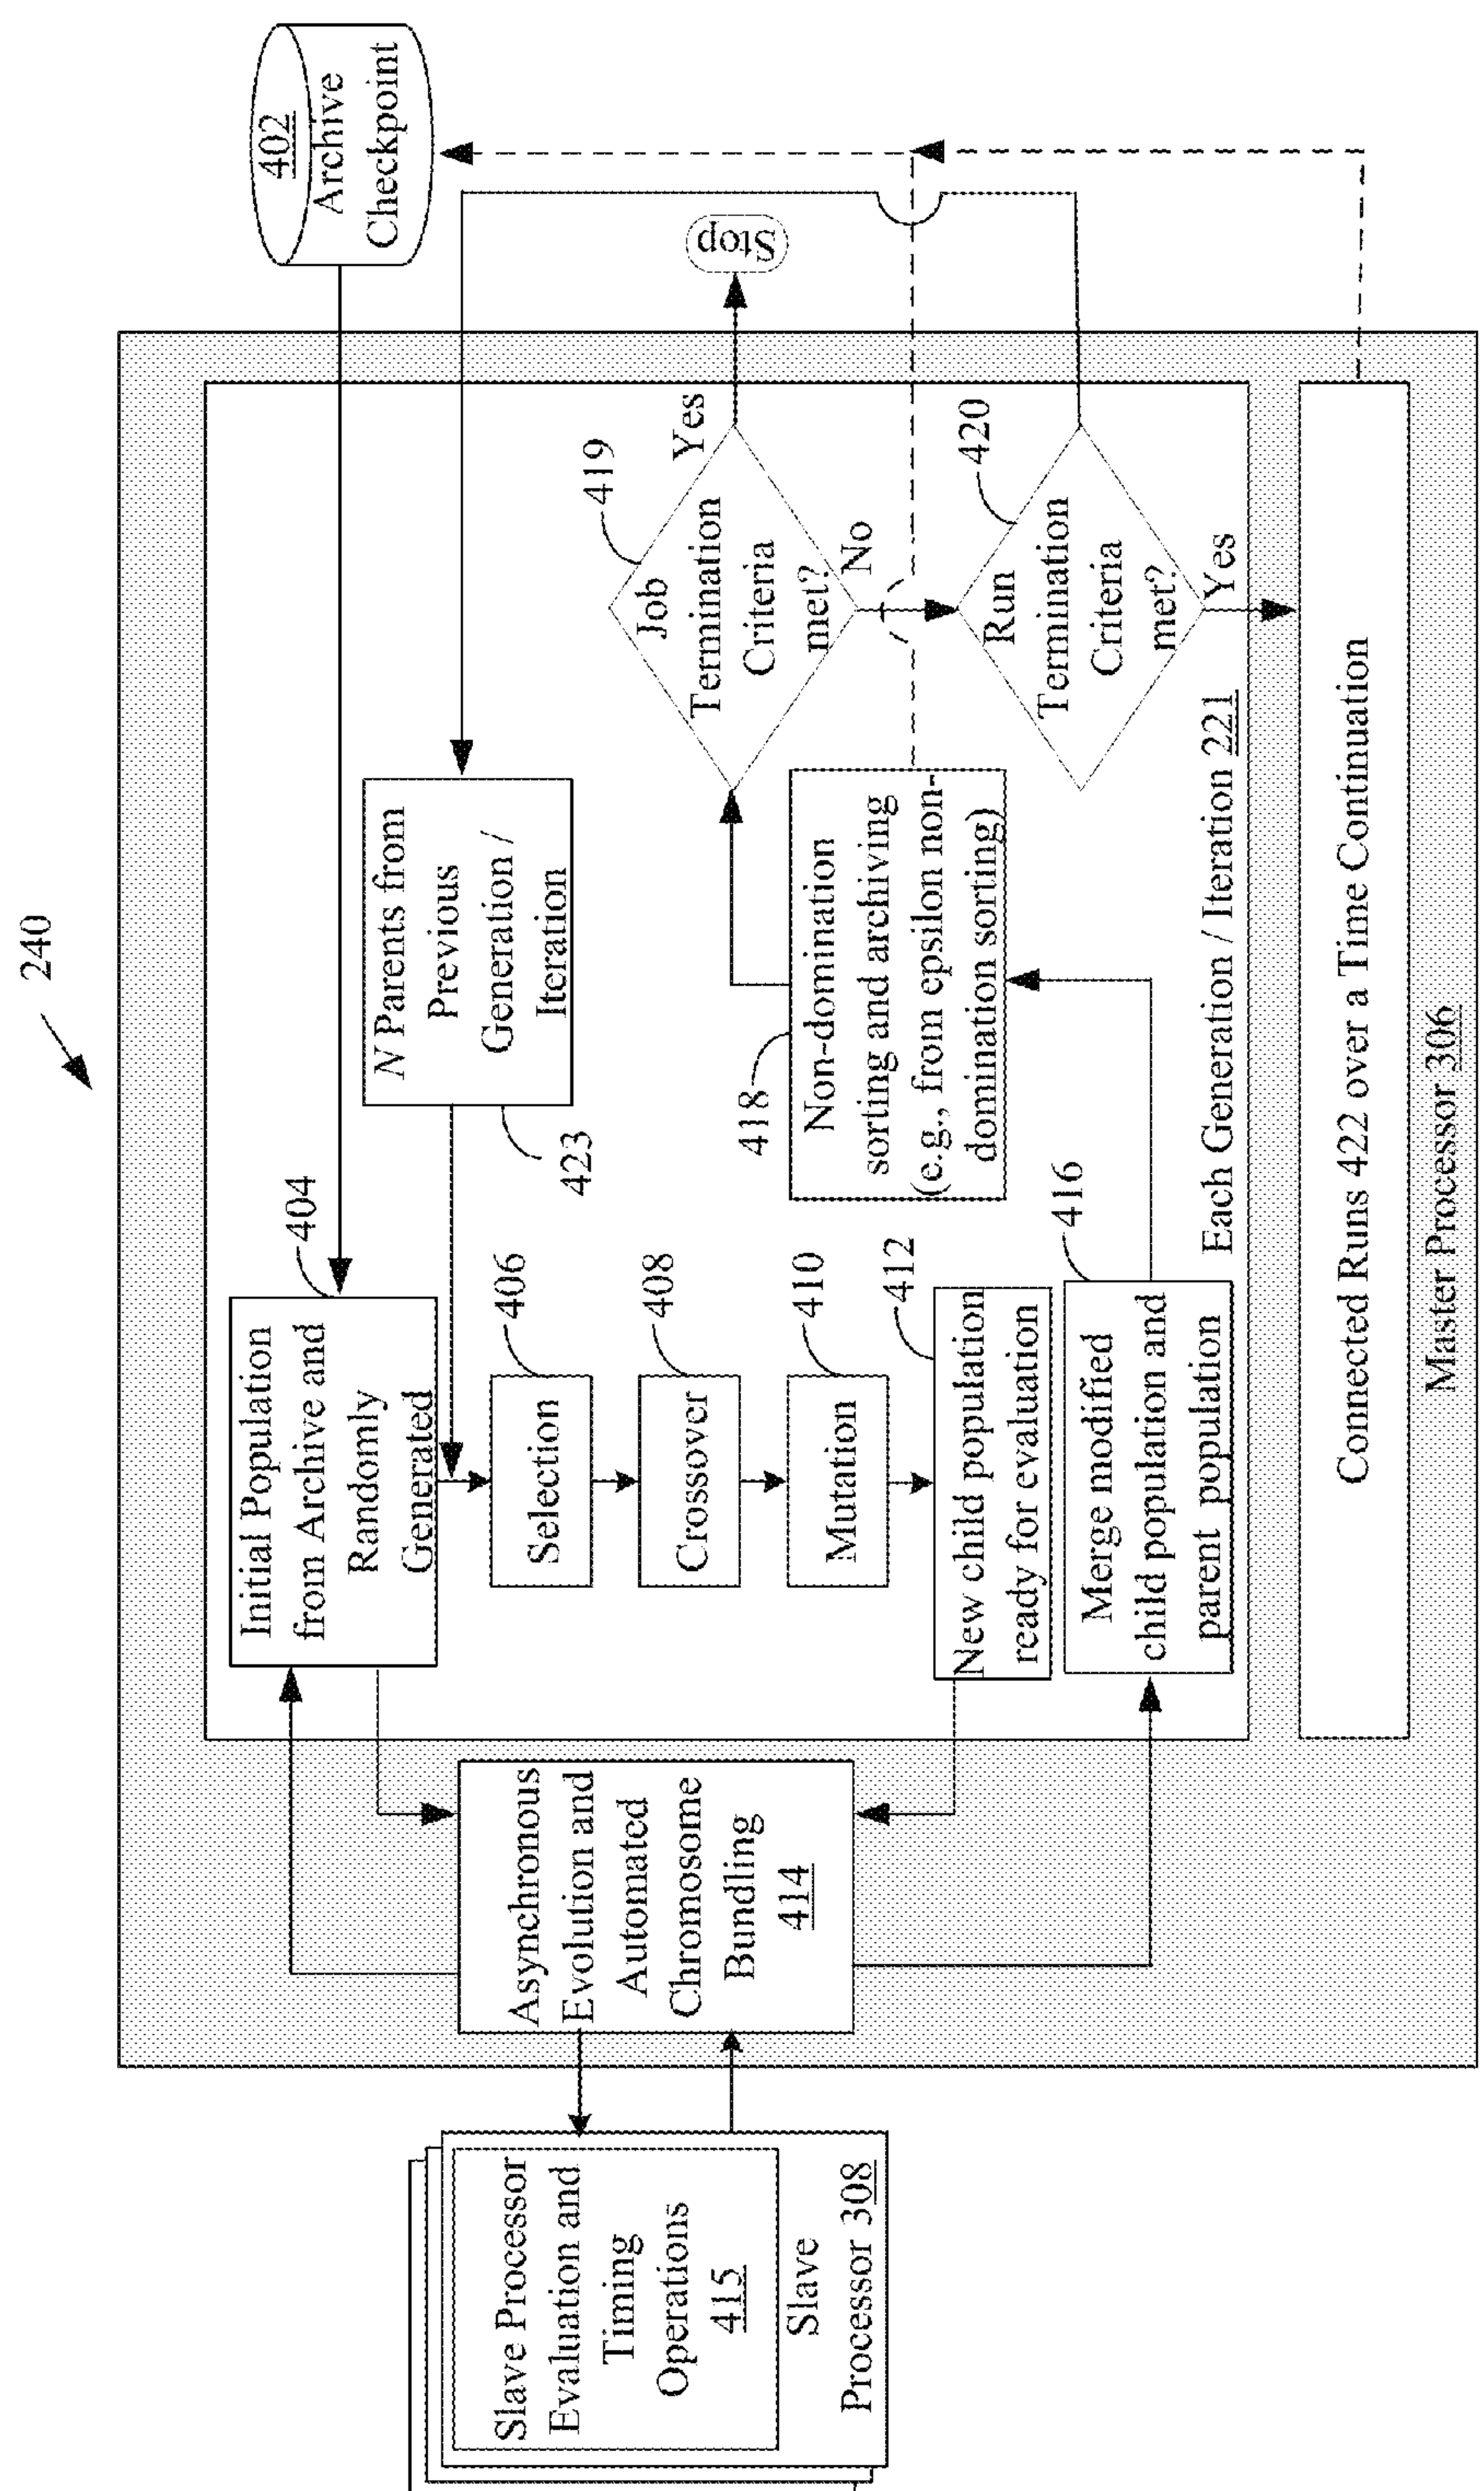 240
402
Archive
Checkpoint
Initial Population
from Archive and
Randomly
Generated
404
N Parents from
Previous
Generation /
Iteration
423
Selection
406
Crossover
408
Mutation
410
New child population
ready for evaluation
412
Merge modified
child population and
parent population
416
Non-domination
sorting and archiving
(e.g., from epsilon non-
domination sorting)
418
Job
Termination
Criteria
met?
419
Yes
Stop
No
Run
Termination
Criteria
met?
420
Yes
Each Generation / Iteration 221
Connected Runs 422 over a Time Continuation
Master Processor 306
Asynchronous
Evolution and
Automated
Chromosome
Bundling
414
Slave Processor
Evaluation and
Timing
Operations
415
Slave
Processor 308